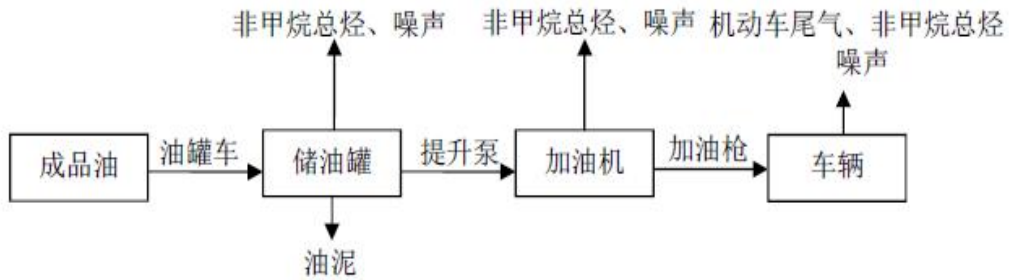 非甲烷总烃、噪声
非甲烷总烃、噪声
机动车尾气、非甲烷总烃
噪声
成品油
油罐车
储油罐
提升泵
加油机
加油枪
车辆
油泥